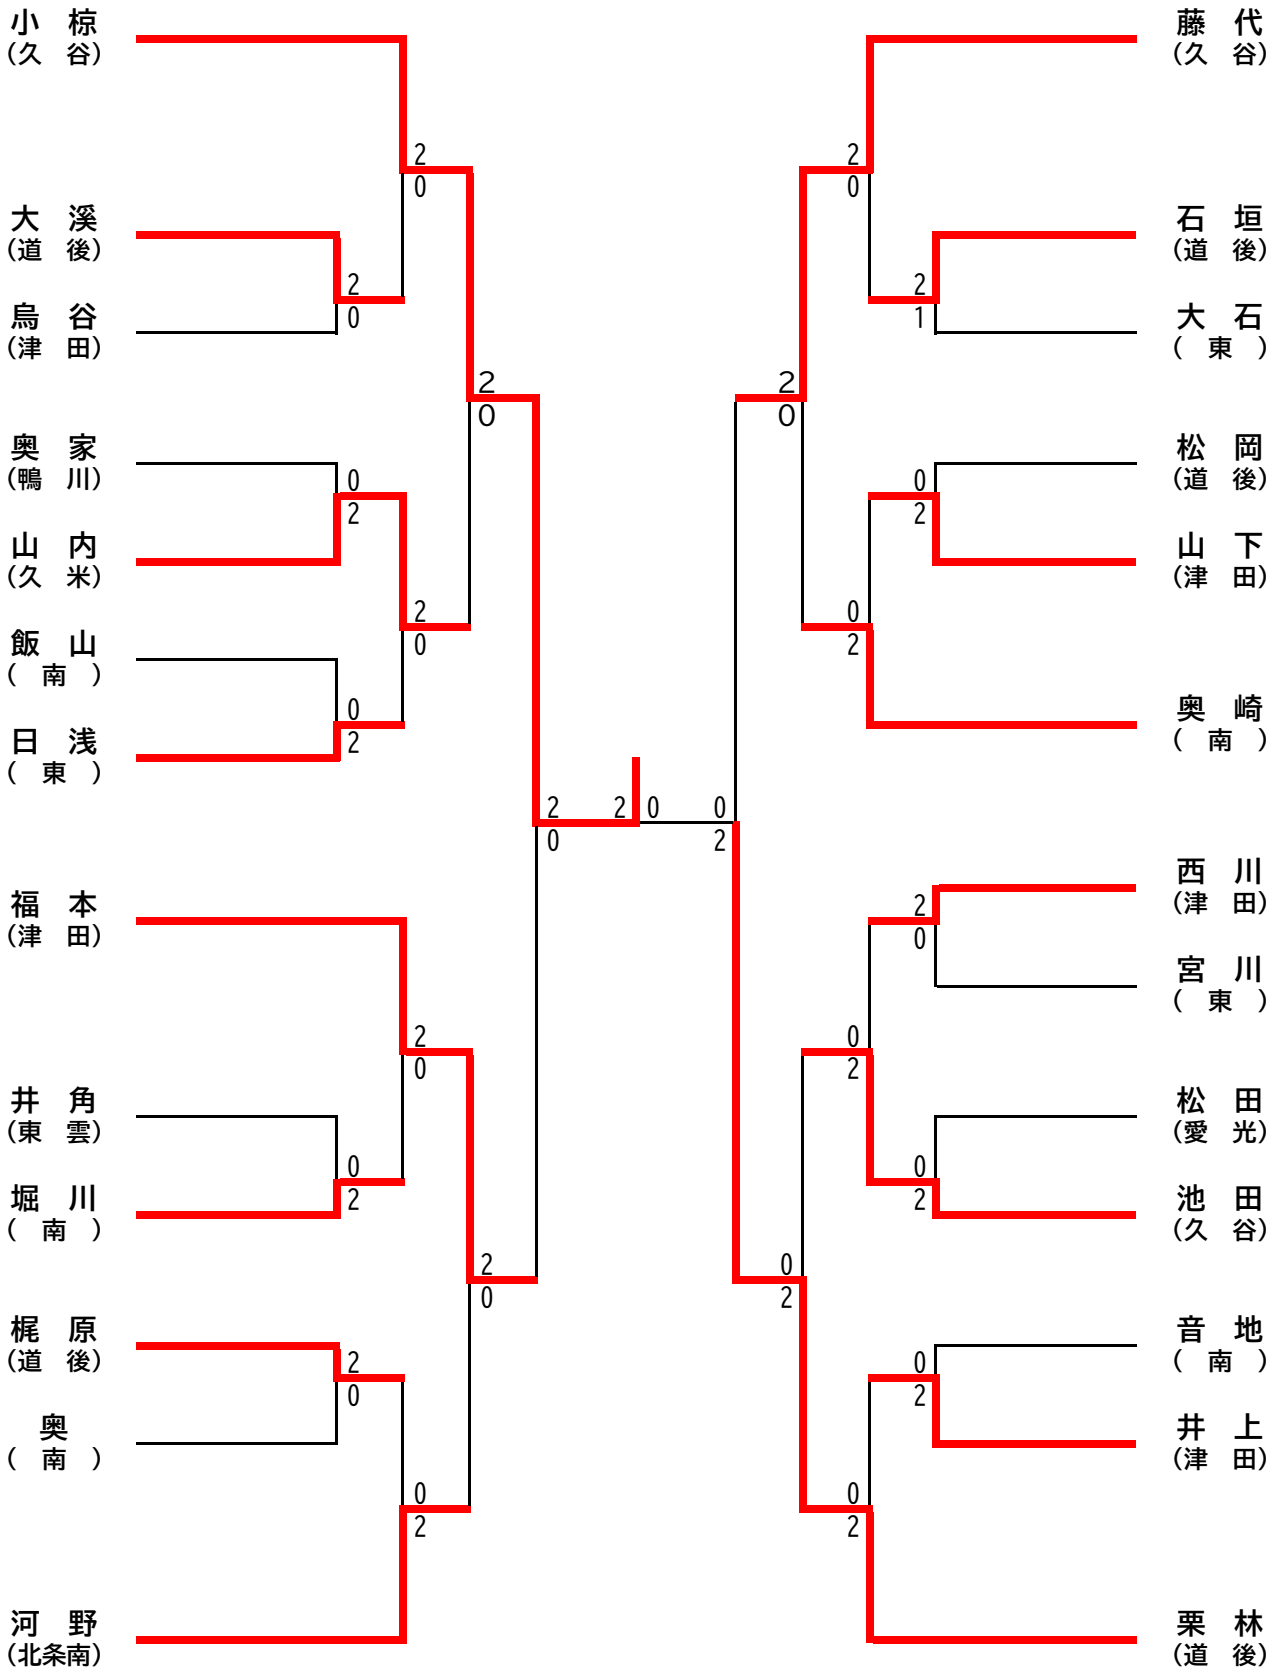 小　椋
(久　谷)
大　溪
(道　後)
烏　谷
(津　田)
奥　家
(鴨　川)
山　内
(久　米)
飯　山
(　南　)
日　浅
(　東　)
福　本
(津　田)
井　角
(東　雲)
堀　川
(　南　)
梶　原
(道　後)
奥
(　南　)
河　野
(北条南)
2
0
2
0
2
0
0
2
2
0
0
2
2
0
2
0
0
2
0
2
2
0
2
0
0
2
2
0
0
2
2
0
2
1
2
0
0
2
0
2
2
0
0
2
0
2
0
2
0
2
0
2
藤　代
(久　谷)
石　垣
(道　後)
大　石
(　東　)
松　岡
(道　後)
山　下
(津　田)
奥　崎
(　南　)
西　川
(津　田)
宮　川
(　東　)
松　田
(愛　光)
池　田
(久　谷)
音　地
(　南　)
井　上
(津　田)
栗　林
(道　後)